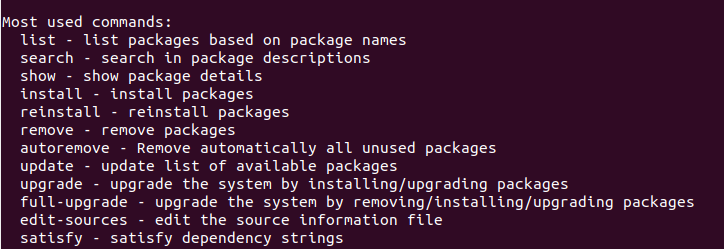 Most used commands:
list - list packages based on package names
search - search in package descriptions
show - show package details
install - install packages
reinstall - reinstall packages
remove - remove packages
autoremove - Remove automatically all unused packages
update - update list of available packages
upgrade - upgrade the system by installing/upgrading packages
full-upgrade - upgrade the system by removing/installing/upgrading packages
edit-sources - edit the source information file
satisfy - satisfy dependency strings